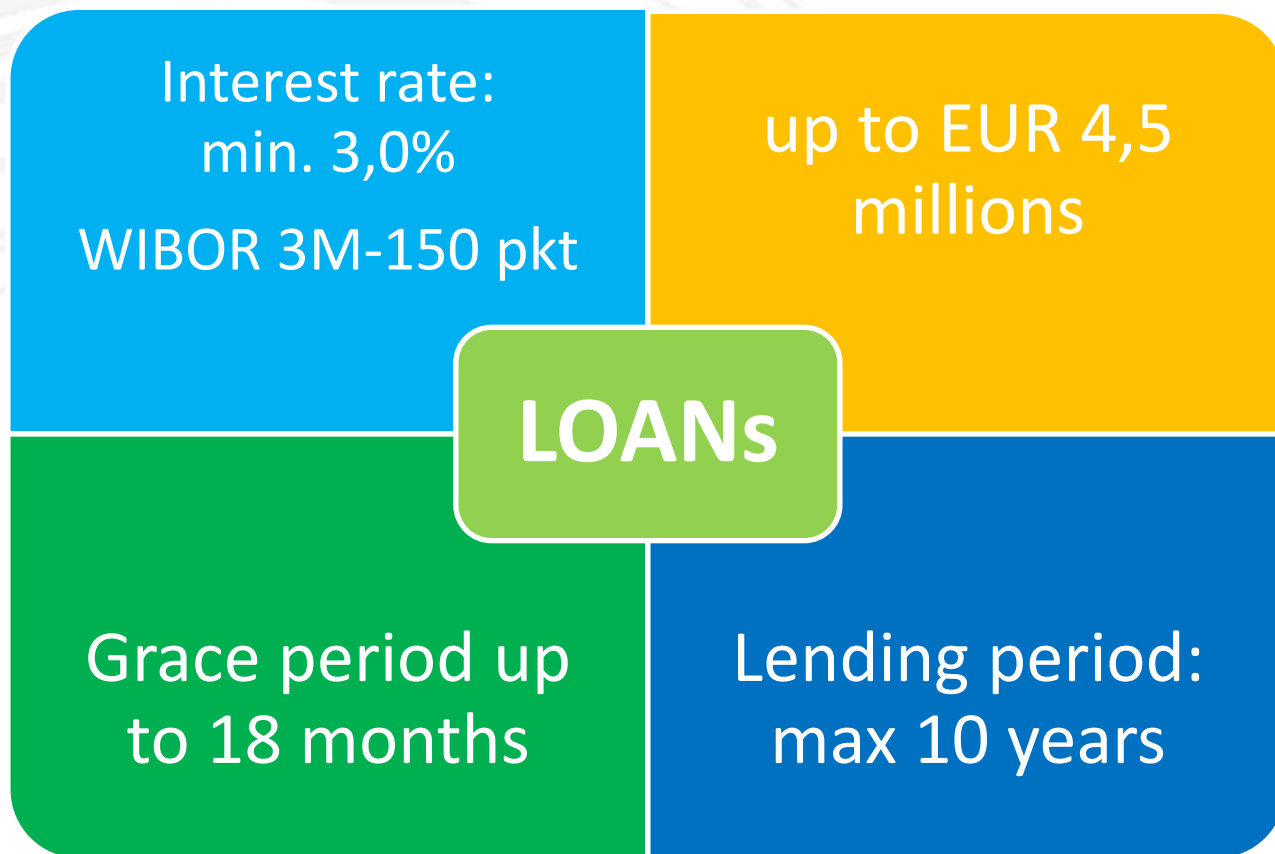 Interest rate:
min. 3,0%
WIBOR 3M-150 pkt
up to EUR 4,5
millions
LOANs
Grace period up
to 18 months
Lending period:
max 10 years